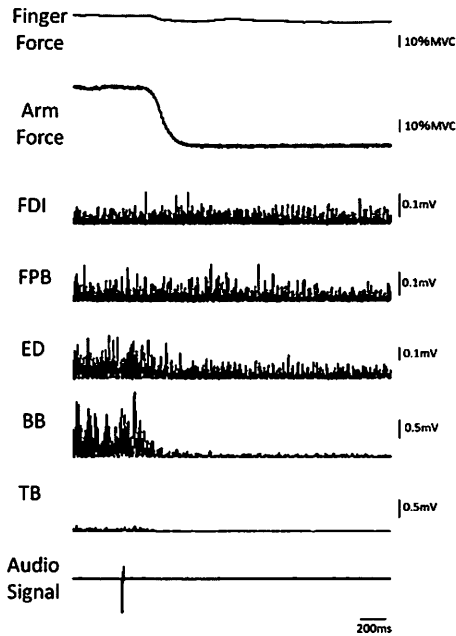 Finger
Force
10%MVC
Arm
Force
10%MVC
FDI
0.1mV
FPB
0.1mV
ED
0.1mV
BB
0.5mV
TB
0.5mV
Audio
Signal
200ms